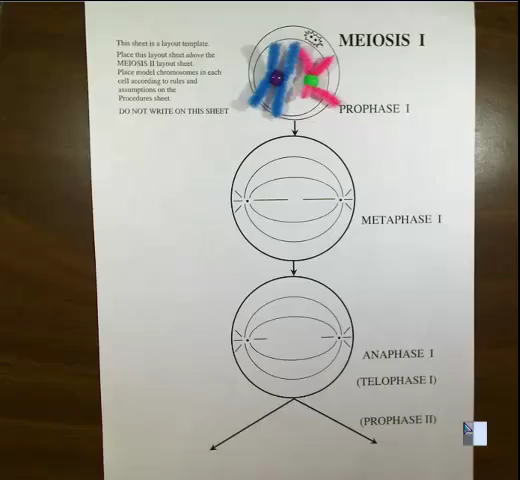 This sheet is a layout template.
Place this layout sheet above the
MEIOSIS II layout sheet.
Place model chromosomes in each
cell according to rules and
assumptions on the
Procedures sheet.
DO NOT WRITE ON THIS SHEET
MEIOSIS I
PROPHASE I
METAPHASE I
ANAPHASE I
(TELOPHASE I)
(PROPHASE II)